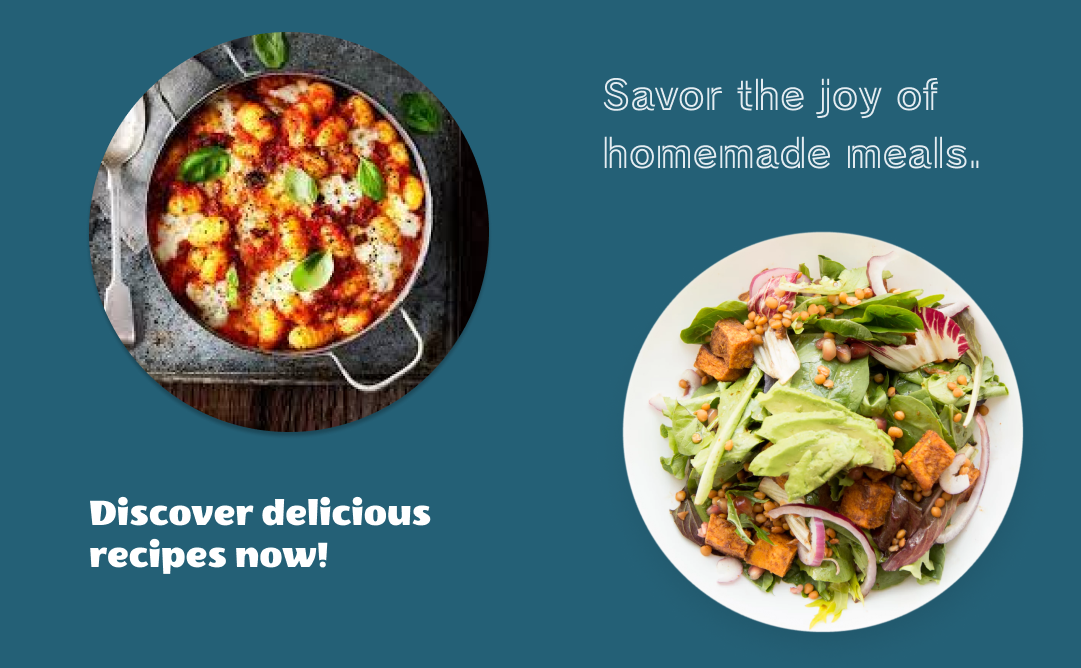 Savor the joy of
homemade meals.
Discover delicious
recipes now!